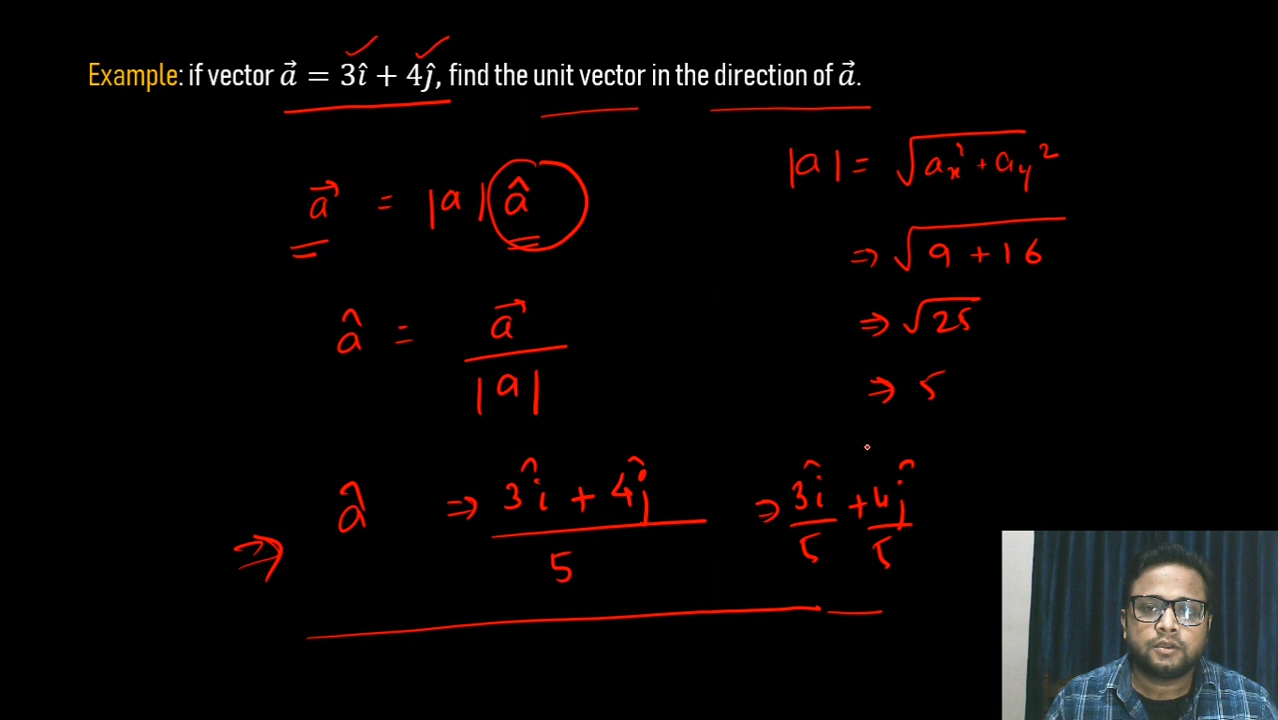 Example: if vector a⃗ = 3î + 4ĵ, find the unit vector in the direction of a⃗.
a⃗ = |a| â
â = a⃗ / |a|
⇒ â ⇒ (3î + 4ĵ) / 5 ⇒ 3î/5 + 4ĵ/5
|a| = √(aₓ² + a_y²)
⇒ √(9 + 16)
⇒ √25
⇒ 5